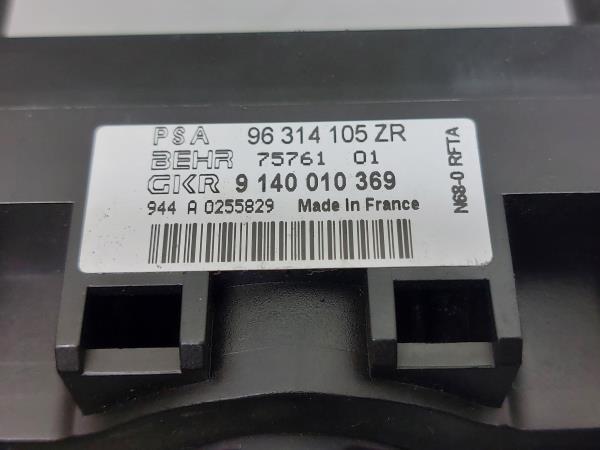 PSA 96 314 105 ZR
BEHR 75761 01
GKR 9 140 010 369
944 A 0255829 Made in France
N68-0 RFTA